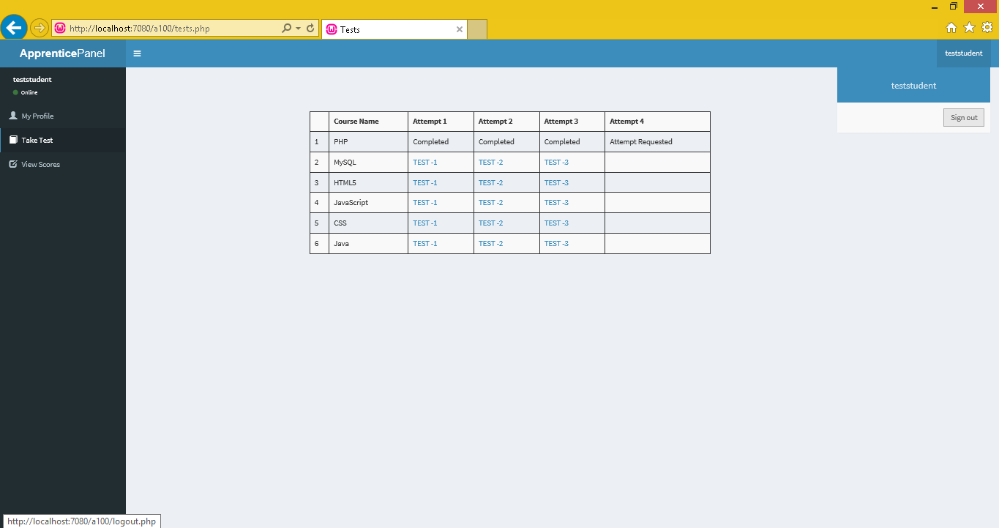 http://localhost:7080/a100/tests.php
Tests
ApprenticePanel
teststudent
teststudent
Online
My Profile
Take Test
View Scores
teststudent
Sign out
Course Name Attempt 1 Attempt 2 Attempt 3 Attempt 4
1 PHP Completed Completed Completed Attempt Requested
2 MySQL TEST -1 TEST -2 TEST -3
3 HTML5 TEST -1 TEST -2 TEST -3
4 JavaScript TEST -1 TEST -2 TEST -3
5 CSS TEST -1 TEST -2 TEST -3
6 Java TEST -1 TEST -2 TEST -3
http://localhost:7080/a100/logout.php